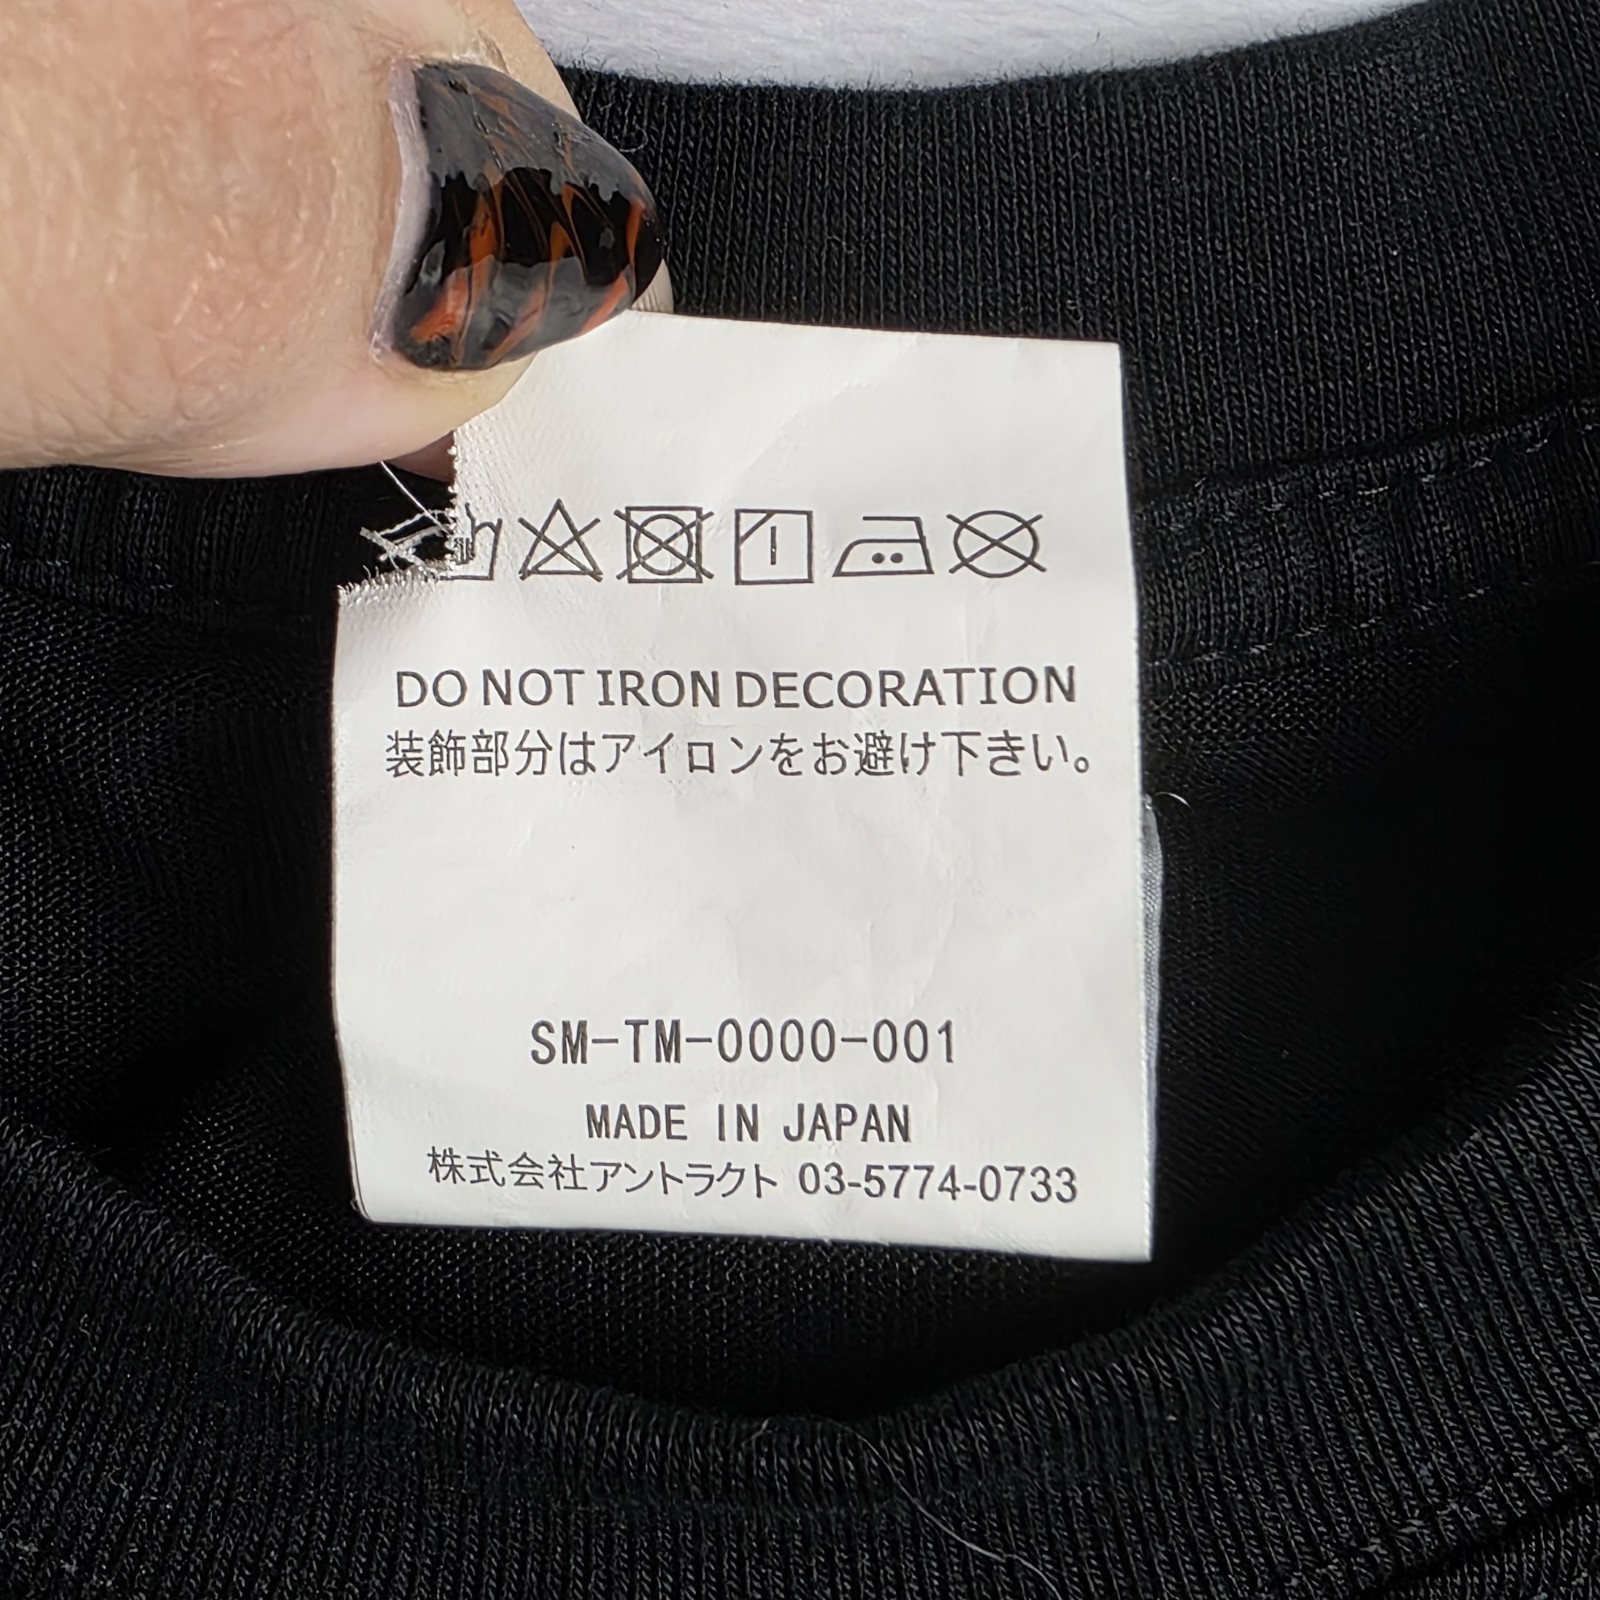 DO NOT IRON DECORATION
装飾部分はアイロンをお避け下きい。
SM-TM-0000-001
MADE IN JAPAN
株式会社アントラクト 03-5774-0733